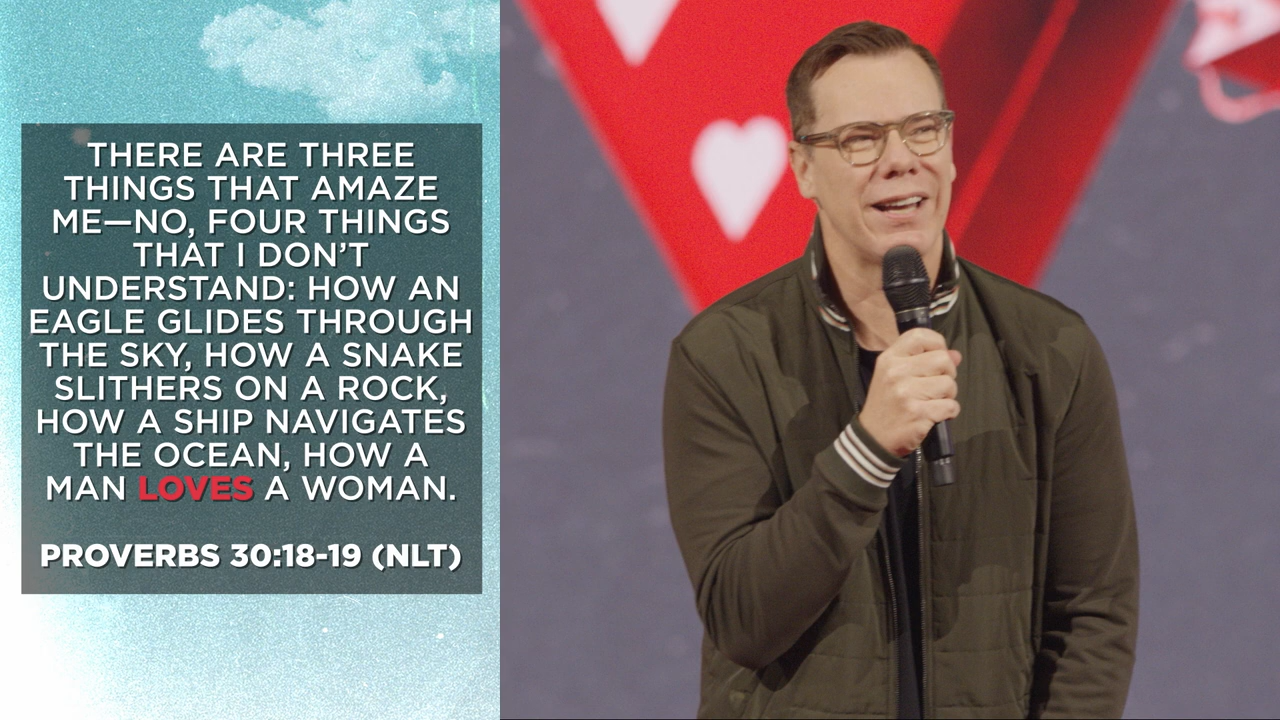 THERE ARE THREE
THINGS THAT AMAZE
ME—NO, FOUR THINGS
THAT I DON’T
UNDERSTAND: HOW AN
EAGLE GLIDES THROUGH
THE SKY, HOW A SNAKE
SLITHERS ON A ROCK,
HOW A SHIP NAVIGATES
THE OCEAN, HOW A
MAN LOVES A WOMAN.
PROVERBS 30:18-19 (NLT)